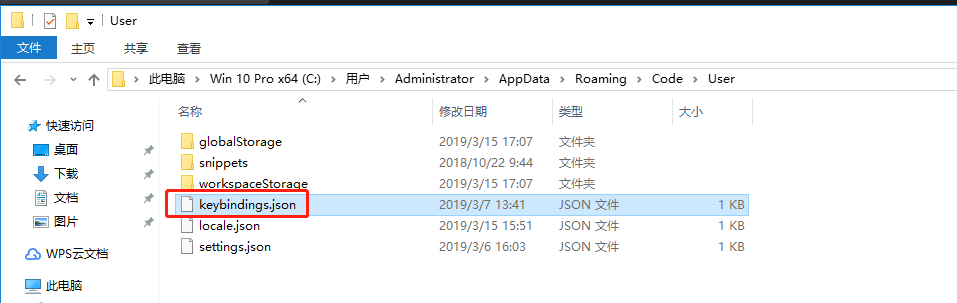 User
文件 主页 共享 查看
此电脑 Win 10 Pro x64 (C:) 用户 Administrator AppData Roaming Code User
名称 修改日期 类型 大小
快速访问
桌面
下载
文档
图片
WPS云文档
此电脑
globalStorage 2019/3/15 17:07 文件夹
snippets 2018/10/22 9:44 文件夹
workspaceStorage 2019/3/15 17:07 文件夹
keybindings.json 2019/3/7 13:41 JSON 文件 1 KB
locale.json 2019/3/15 15:51 JSON 文件 1 KB
settings.json 2019/3/6 16:03 JSON 文件 1 KB